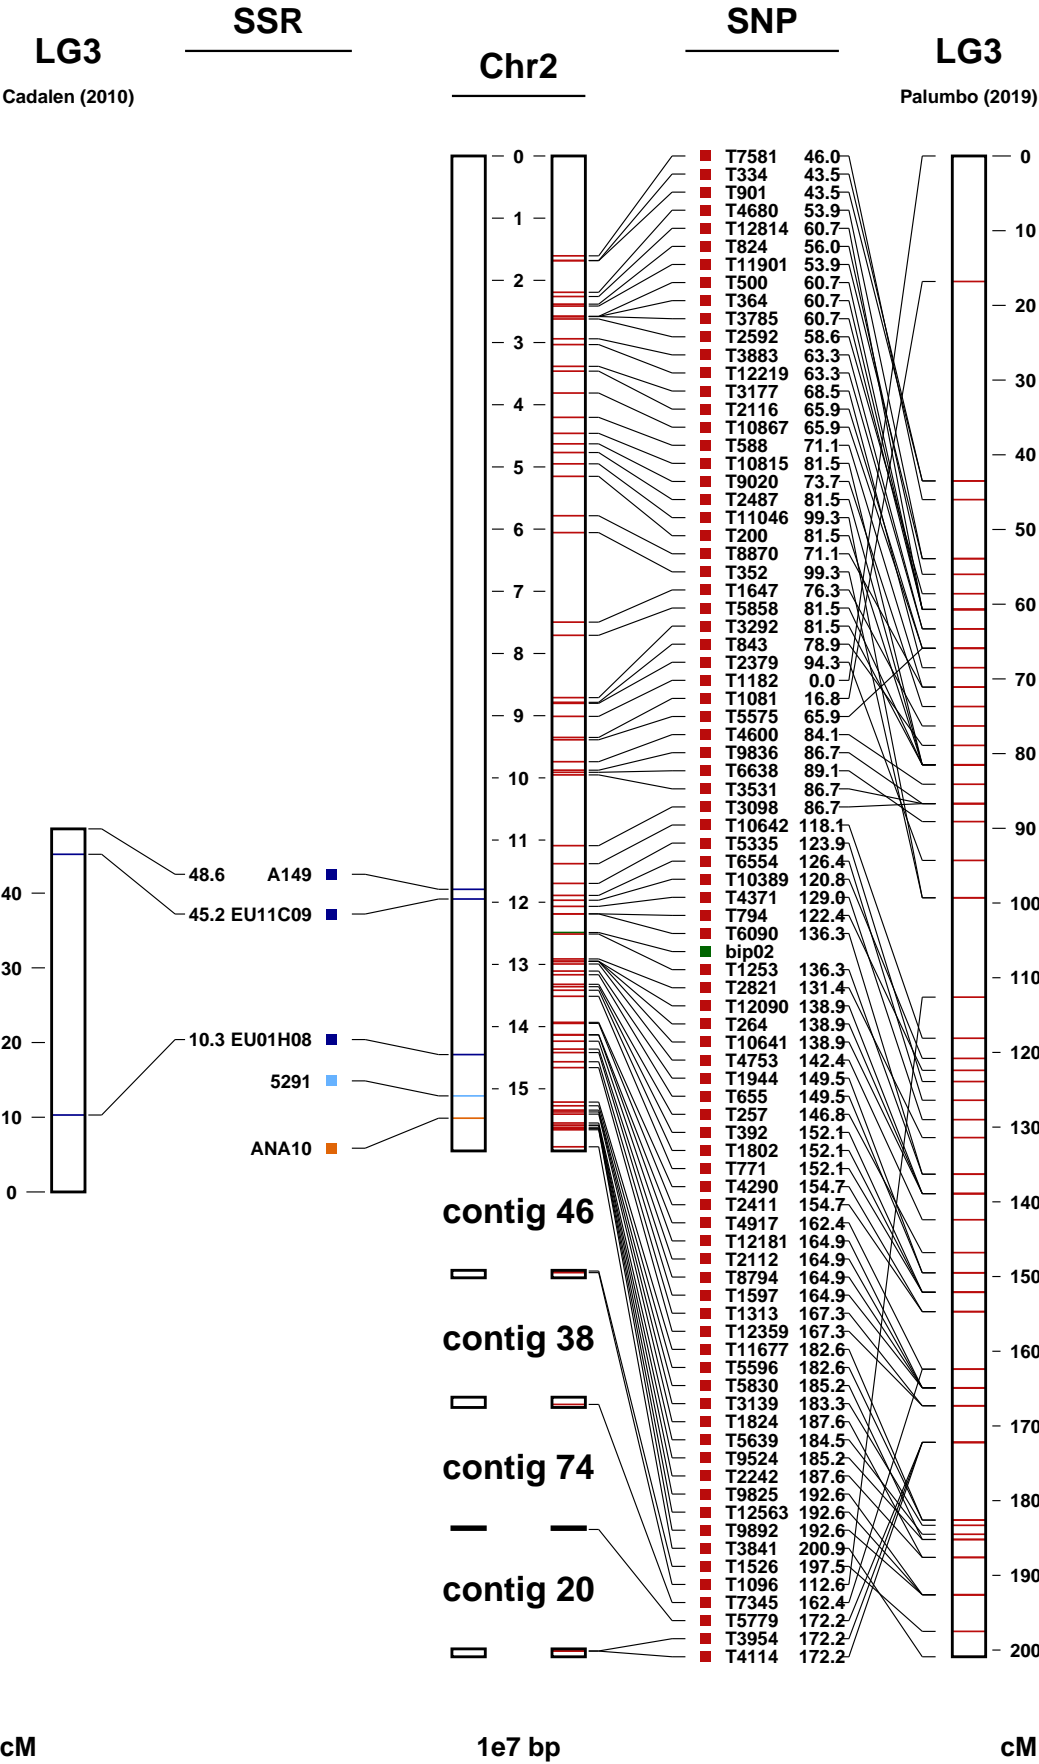 SSR
SNP
LG3
Chr2
LG3
Cadalen (2010)
Palumbo (2019)
0
1
2
3
4
5
6
7
8
9
10
11
12
13
14
15
T7581 46.0
T334 43.5
T901 43.5
T4680 53.9
T12814 60.7
T824 56.0
T11901 53.9
T500 60.7
T364 60.7
T3785 60.7
T2592 58.6
T3883 63.3
T12219 63.3
T3177 68.5
T2116 65.9
T10867 65.9
T588 71.1
T10815 81.5
T9020 73.7
T2487 81.5
T11046 99.3
T200 81.5
T8870 71.1
T352 99.3
T1647 76.3
T5858 81.5
T3292 81.5
T843 78.9
T2379 94.3
T1182 0.0
T1081 16.8
T5575 65.9
T4600 84.1
T9836 86.7
T6638 89.1
T3531 86.7
T3098 86.7
T10642 118.1
T5335 123.9
T6554 126.4
T10389 120.8
T4371 129.0
T794 122.4
T6090 136.3
bip02
T1253 136.3
T2821 131.4
T12090 138.9
T264 138.9
T10641 138.9
T4753 142.4
T1944 149.5
T655 149.5
T257 146.8
T392 152.1
T1802 152.1
T771 152.1
T4290 154.7
T2411 154.7
T4917 162.4
T12181 164.9
T2112 164.9
T8794 164.9
T1597 164.9
T1313 167.3
T12359 167.3
T11677 182.6
T5596 182.6
T5830 185.2
T3139 183.3
T1824 187.6
T5639 184.5
T9524 185.2
T2242 187.6
T9825 192.6
T12563 192.6
T9892 192.6
T3841 200.9
T1526 197.5
T1096 112.6
T7345 162.4
T5779 172.2
T3954 172.2
T4114 172.2
0
10
20
30
40
50
60
70
80
90
100
110
120
130
140
150
160
170
180
190
200
40
30
20
10
0
48.6 A149
45.2 EU11C09
10.3 EU01H08
5291
ANA10
contig 46
contig 38
contig 74
contig 20
cM
1e7 bp
cM